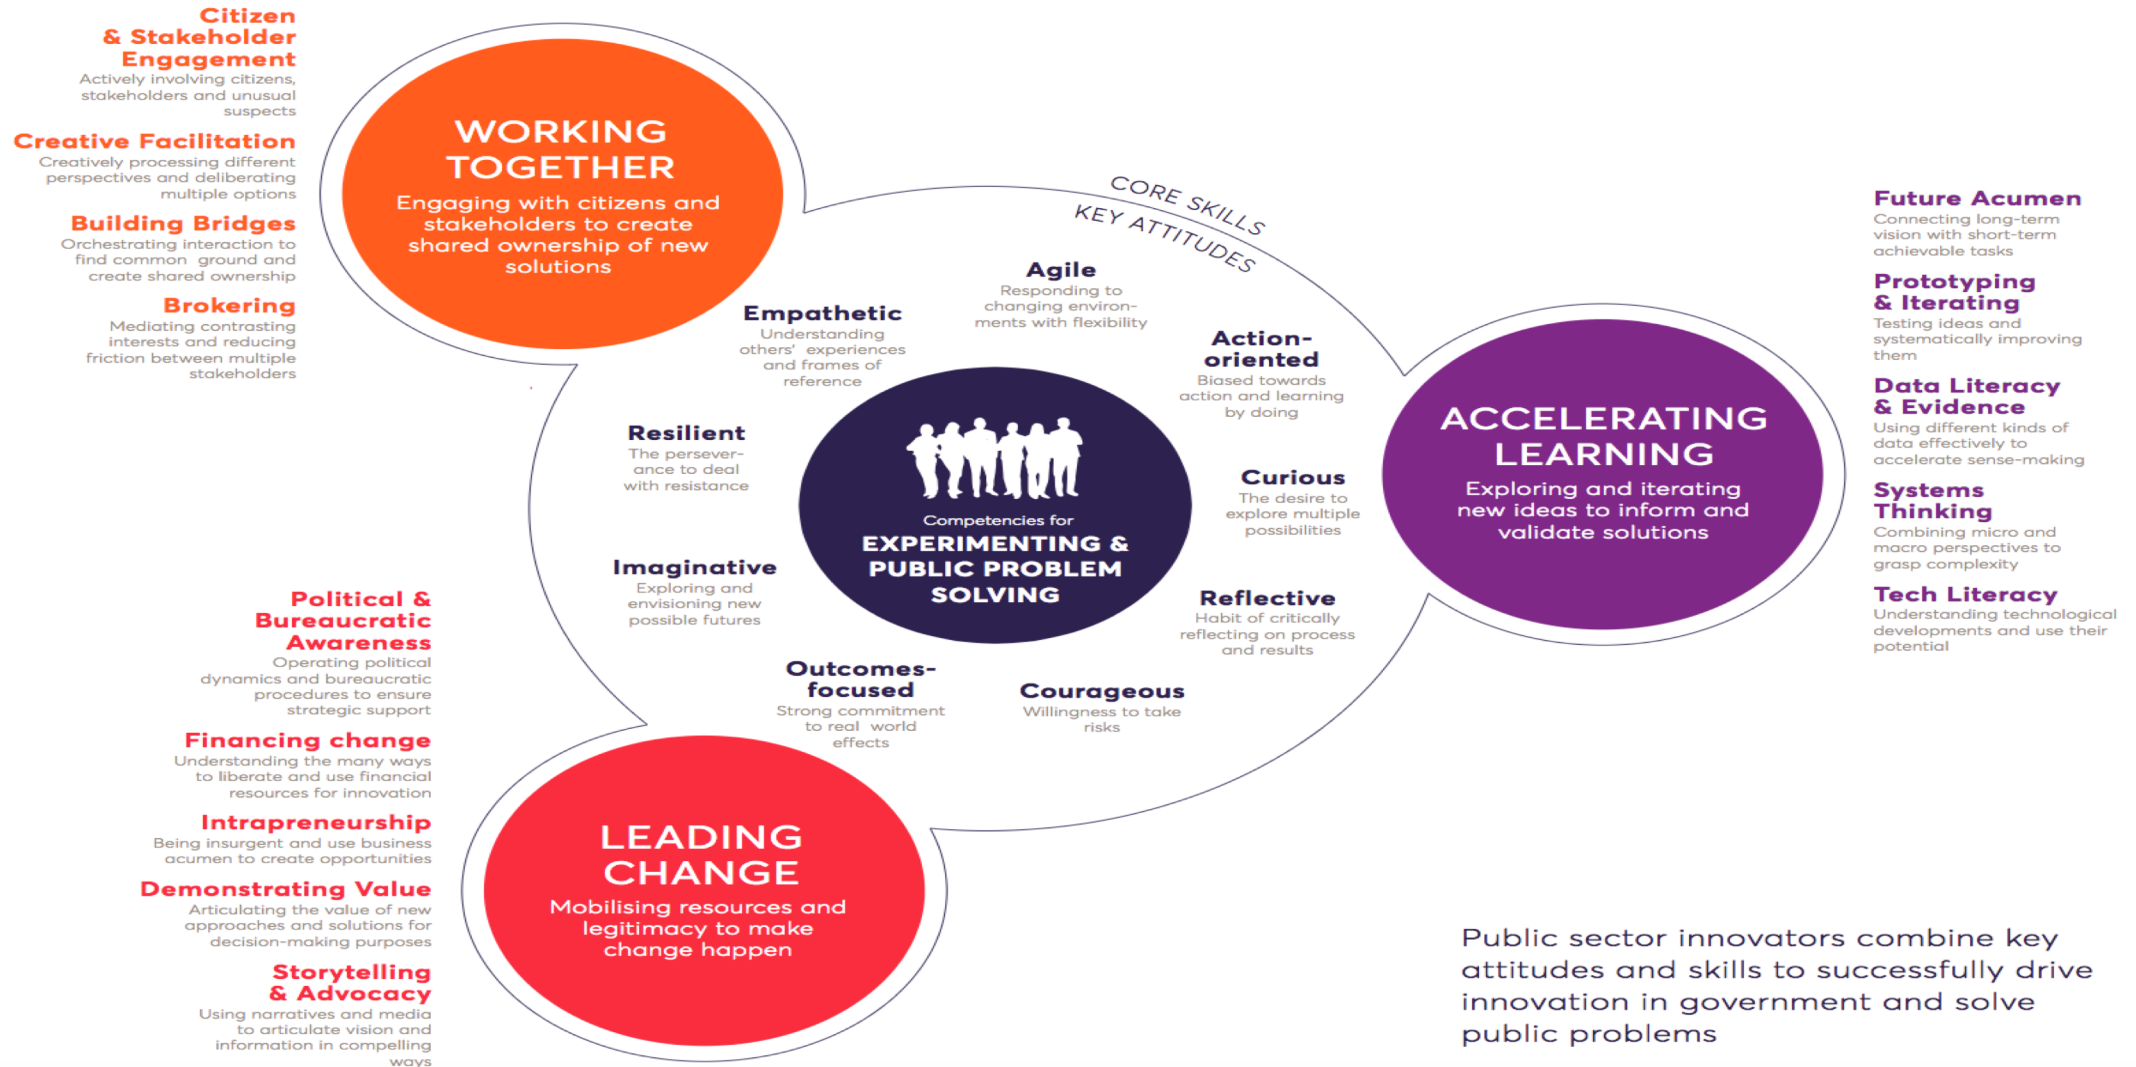 Citizen
& Stakeholder
Engagement
Actively involving citizens,
stakeholders and unusual
suspects
Creative Facilitation
Creatively processing different
perspectives and deliberating
multiple options
Building Bridges
Orchestrating interaction to
find common ground and
create shared ownership
Brokering
Mediating contrasting
interests and reducing
friction between multiple
stakeholders
WORKING
TOGETHER
Engaging with citizens and
stakeholders to create
shared ownership of new
solutions
CORE SKILLS
KEY ATTITUDES
Empathetic
Understanding
others' experiences
and frames of
reference
Agile
Responding to
changing environ-
ments with flexibility
Action-
oriented
Biased towards
action and learning
by doing
Resilient
The persever-
ance to deal
with resistance
Curious
The desire to
explore multiple
possibilities
Imaginative
Exploring and
envisioning new
possible futures
Reflective
Habit of critically
reflecting on process
and results
Outcomes-
focused
Strong commitment
to real world
effects
Courageous
Willingness to take
risks
Competencies for
EXPERIMENTING &
PUBLIC PROBLEM
SOLVING
ACCELERATING
LEARNING
Exploring and iterating
new ideas to inform and
validate solutions
Future Acumen
Connecting long-term
vision with short-term
achievable tasks
Prototyping
& Iterating
Testing ideas and
systematically improving
them
Data Literacy
& Evidence
Using different kinds of
data effectively to
accelerate sense-making
Systems
Thinking
Combining micro and
macro perspectives to
grasp complexity
Tech Literacy
Understanding technological
developments and use their
potential
Political &
Bureaucratic
Awareness
Operating political
dynamics and bureaucratic
procedures to ensure
strategic support
Financing change
Understanding the many ways
to liberate and use financial
resources for innovation
Intrapreneurship
Being insurgent and use business
acumen to create opportunities
Demonstrating Value
Articulating the value of new
approaches and solutions for
decision-making purposes
Storytelling
& Advocacy
Using narratives and media
to articulate vision and
information in compelling
ways
LEADING
CHANGE
Mobilising resources and
legitimacy to make
change happen
Public sector innovators combine key
attitudes and skills to successfully drive
innovation in government and solve
public problems